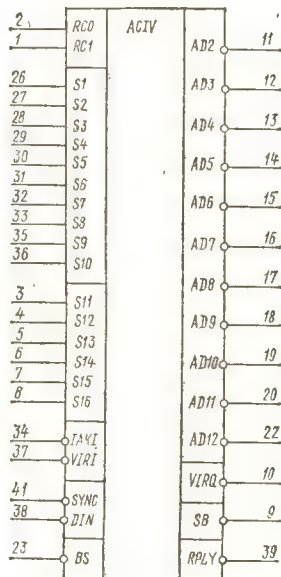 2 RC0 AGIV AD2 11
1 RC1
26 S1 AD3 12
27 S2
28 S3 AD4 13
29 S4
30 S5 AD5 14
31 S6
32 S7 AD6 15
33 S8
35 S9 AD7 16
36 S10
AD8 17
3 S11
4 S12 AD9 18
5 S13
6 S14 AD10 19
7 S15
8 S16 AD11 20
34 IAKI AD12 22
37 VIRI
VIRQ 10
41 SYNC
38 DIN SB 9
23 BS RPLY 39